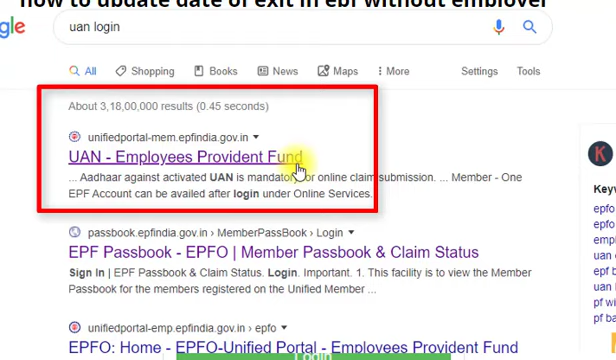 how to update date of exit in epf without employer
gle
uan login
All
Shopping
Books
News
Maps
More
Settings
Tools
About 3,18,00,000 results (0.45 seconds)
unifiedportal-mem.epfindia.gov.in
UAN - Employees Provident Fund
... Aadhaar against activated UAN is mandatory for online claim submission. ... Member - One
EPF Account can be availed after login under Online Services.
K
passbook.epfindia.gov.in › MemberPassBook › Login
EPF Passbook - EPFO | Member Passbook & Claim Status
Sign in | EPF Passbook & Claim Status. Login. Important. 1. This facility is to view the Member
Passbook for the members registered on the Unified Member ...
Keyw
epfo
epfo
emplo
uan
epf b
uan
pf wi
pf ba
unifiedportal-emp.epfindia.gov.in › epfo
EPFO: Home - EPFO-Unified Portal - Employees Provident Fund
Login